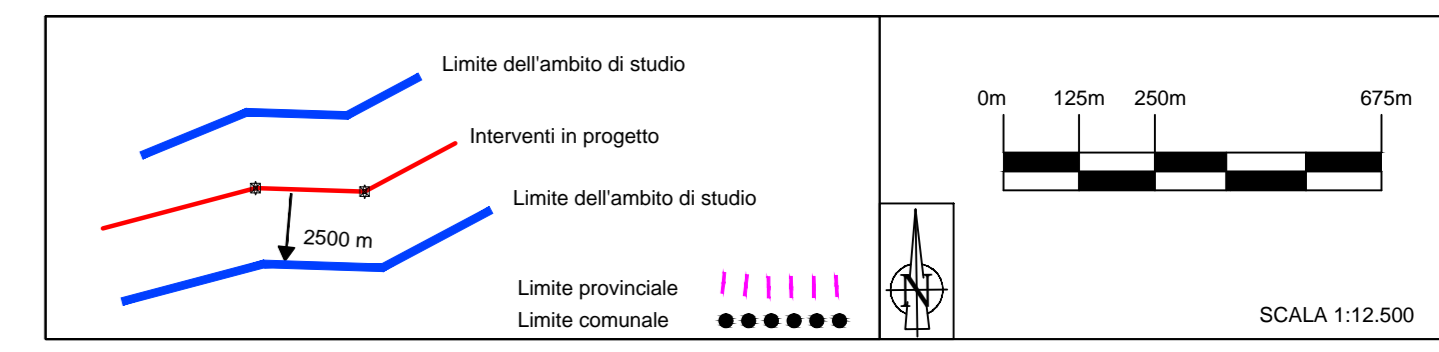 Limite dell'ambito di studio
Interventi in progetto
Limite dell'ambito di studio
2500 m
Limite provinciale
Limite comunale
N
0m 125m 250m 675m
SCALA 1:12.500